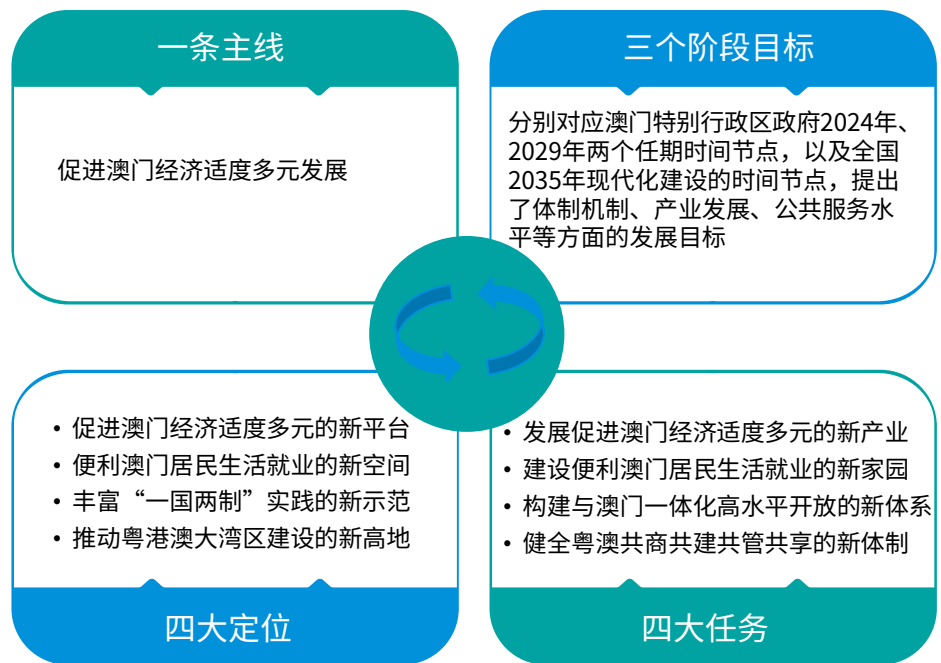 一条主线
促进澳门经济适度多元发展
三个阶段目标
分别对应澳门特别行政区政府2024年、
2029年两个任期时间节点，以及全国
2035年现代化建设的时间节点，提出
了体制机制、产业发展、公共服务水
平等方面的发展目标
• 促进澳门经济适度多元的新平台
• 便利澳门居民生活就业的新空间
• 丰富“一国两制”实践的新示范
• 推动粤港澳大湾区建设的新高地
四大定位
• 发展促进澳门经济适度多元的新产业
• 建设便利澳门居民生活就业的新家园
• 构建与澳门一体化高水平开放的新体系
• 健全粤澳共商共建共管共享的新体制
四大任务